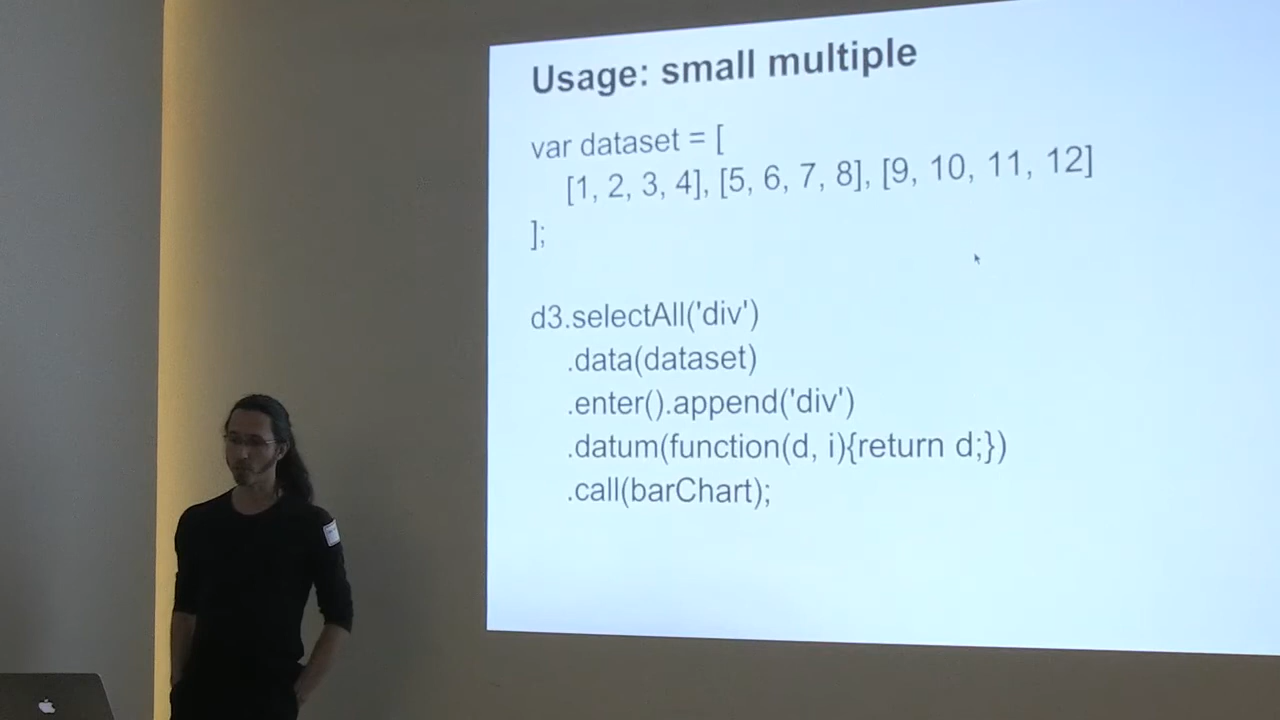 Usage: small multiple
var dataset = [
[1, 2, 3, 4], [5, 6, 7, 8], [9, 10, 11, 12]
];
d3.selectAll('div')
.data(dataset)
.enter().append('div')
.datum(function(d, i){return d;})
.call(barChart);